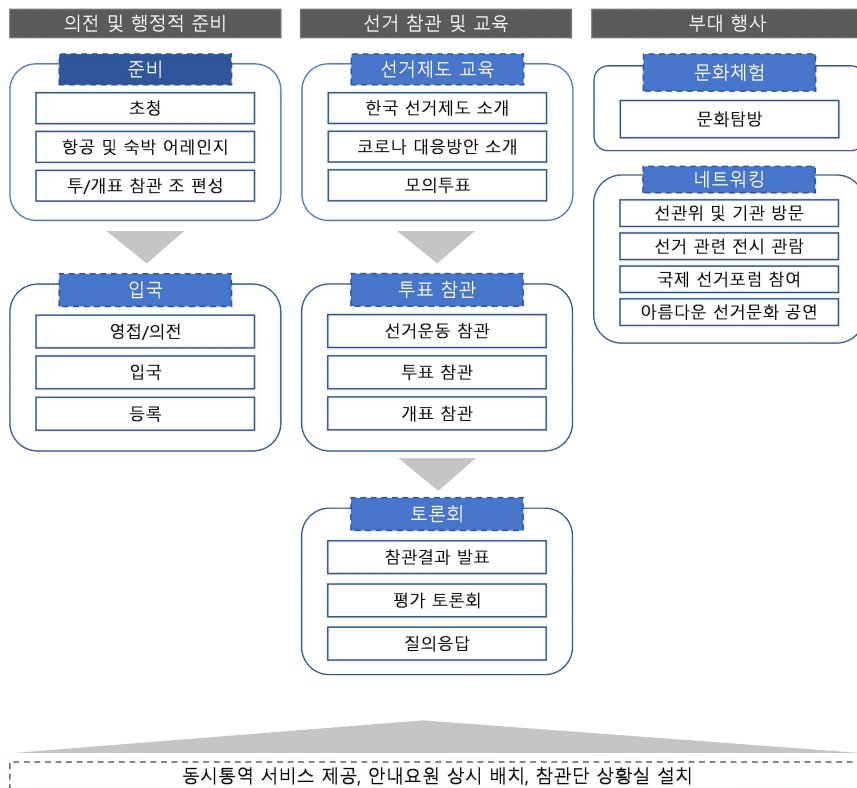 의전 및 행정적 준비
준비
초청
항공 및 숙박 어레인지
투/개표 참관 조 편성
입국
영접/의전
입국
등록
선거 참관 및 교육
선거제도 교육
한국 선거제도 소개
코로나 대응방안 소개
모의투표
투표 참관
선거운동 참관
투표 참관
개표 참관
토론회
참관결과 발표
평가 토론회
질의응답
부대 행사
문화체험
문화탐방
네트워킹
선관위 및 기관 방문
선거 관련 전시 관람
국제 선거포럼 참여
아름다운 선거문화 공연
동시통역 서비스 제공, 안내요원 상시 배치, 참관단 상황실 설치